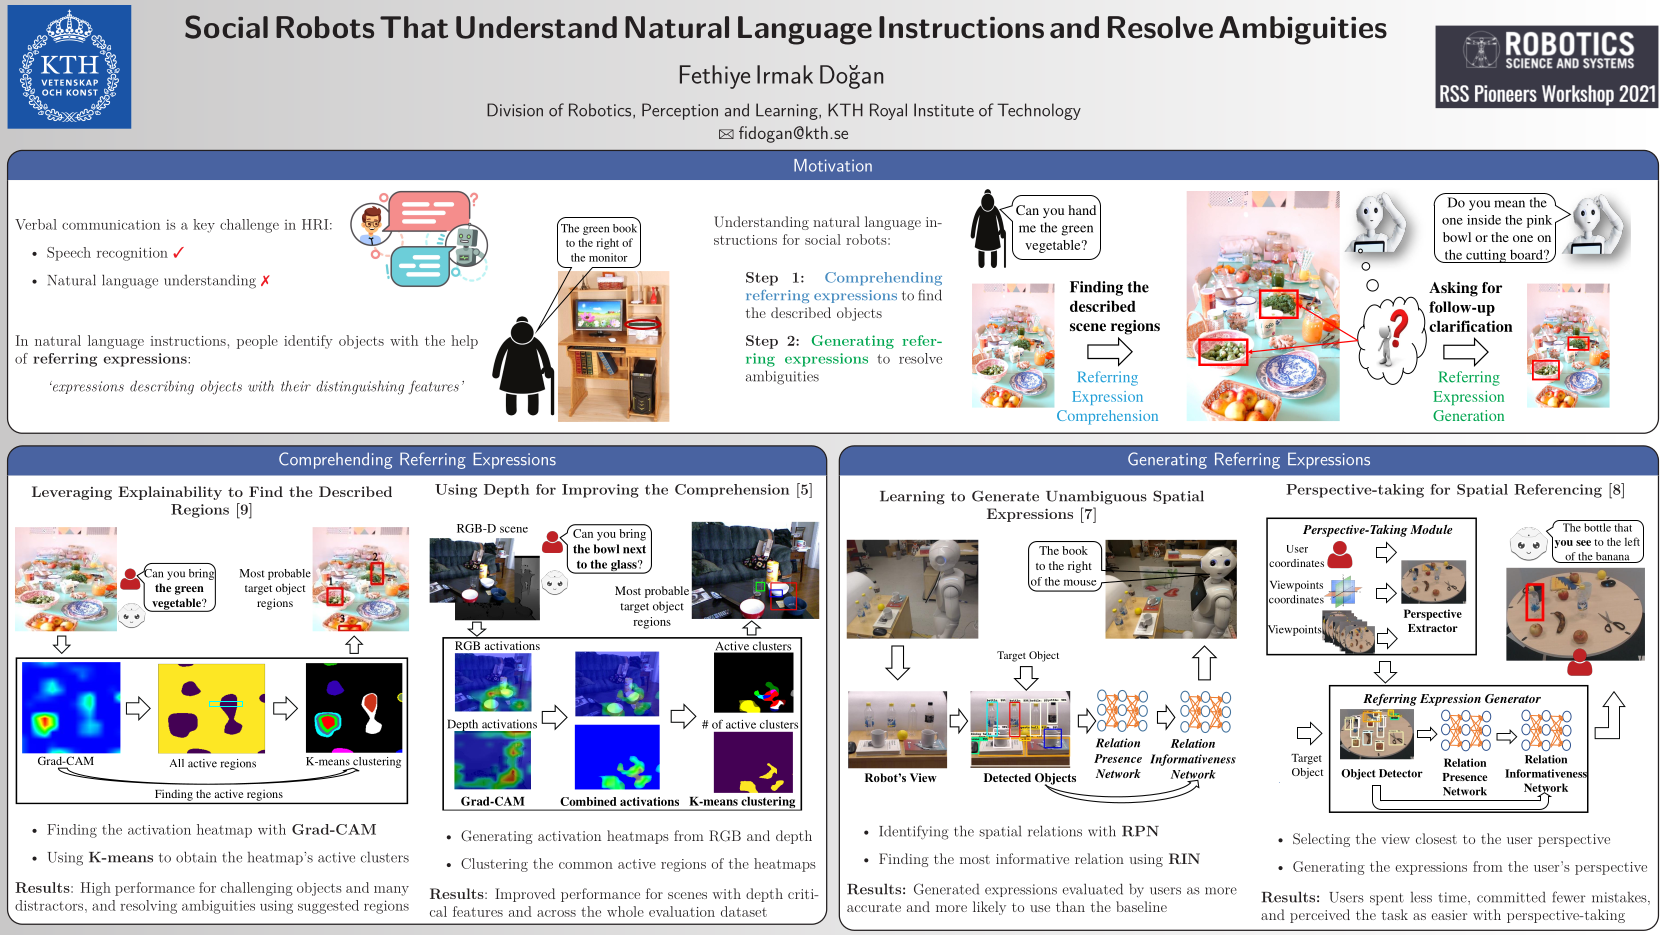 KTH
VETENSKAP
OCH KONST
Social Robots That Understand Natural Language Instructions and Resolve Ambiguities
Fethiye Irmak Doğan
Division of Robotics, Perception and Learning, KTH Royal Institute of Technology
✉ fidogan@kth.se
ROBOTICS
SCIENCE AND SYSTEMS
RSS Pioneers Workshop 2021
Motivation
Verbal communication is a key challenge in HRI:
• Speech recognition ✓
• Natural language understanding ✗
In natural language instructions, people identify objects with the help
of referring expressions:
‘expressions describing objects with their distinguishing features’
The green book
to the right of
the monitor
Understanding natural language in-
structions for social robots:
Step 1: Comprehending
referring expressions to find
the described objects
Step 2: Generating refer-
ring expressions to resolve
ambiguities
Can you hand
me the green
vegetable?
Finding the
described
scene regions
Referring
Expression
Comprehension
?
Do you mean the
one inside the pink
bowl or the one on
the cutting board?
Asking for
follow-up
clarification
Referring
Expression
Generation
Comprehending Referring Expressions
Leveraging Explainability to Find the Described
Regions [9]
Can you bring
the green
vegetable?
Most probable
target object
regions
1
2
3
Grad-CAM
All active regions
K-means clustering
Finding the active regions
• Finding the activation heatmap with Grad-CAM
• Using K-means to obtain the heatmap's active clusters
Results: High performance for challenging objects and many
distractors, and resolving ambiguities using suggested regions
Using Depth for Improving the Comprehension [5]
RGB-D scene
Can you bring
the bowl next
to the glass?
Most probable
target object
regions
RGB activations
Active clusters
Depth activations
# of active clusters
Grad-CAM
Combined activations
K-means clustering
• Generating activation heatmaps from RGB and depth
• Clustering the common active regions of the heatmaps
Results: Improved performance for scenes with depth criti-
cal features and across the whole evaluation dataset
Generating Referring Expressions
Learning to Generate Unambiguous Spatial
Expressions [7]
The book
to the right
of the mouse
Target Object
Robot's View
Detected Objects
Relation
Presence
Network
Relation
Informativeness
Network
• Identifying the spatial relations with RPN
• Finding the most informative relation using RIN
Results: Generated expressions evaluated by users as more
accurate and more likely to use than the baseline
Perspective-taking for Spatial Referencing [8]
Perspective-Taking Module
User
coordinates
Viewpoints
coordinates
Viewpoints
Perspective
Extractor
The bottle that
you see to the left
of the banana
Referring Expression Generator
Target
Object
Object Detector
Relation
Presence
Network
Relation
Informativeness
Network
• Selecting the view closest to the user perspective
• Generating the expressions from the user's perspective
Results: Users spent less time, committed fewer mistakes,
and perceived the task as easier with perspective-taking